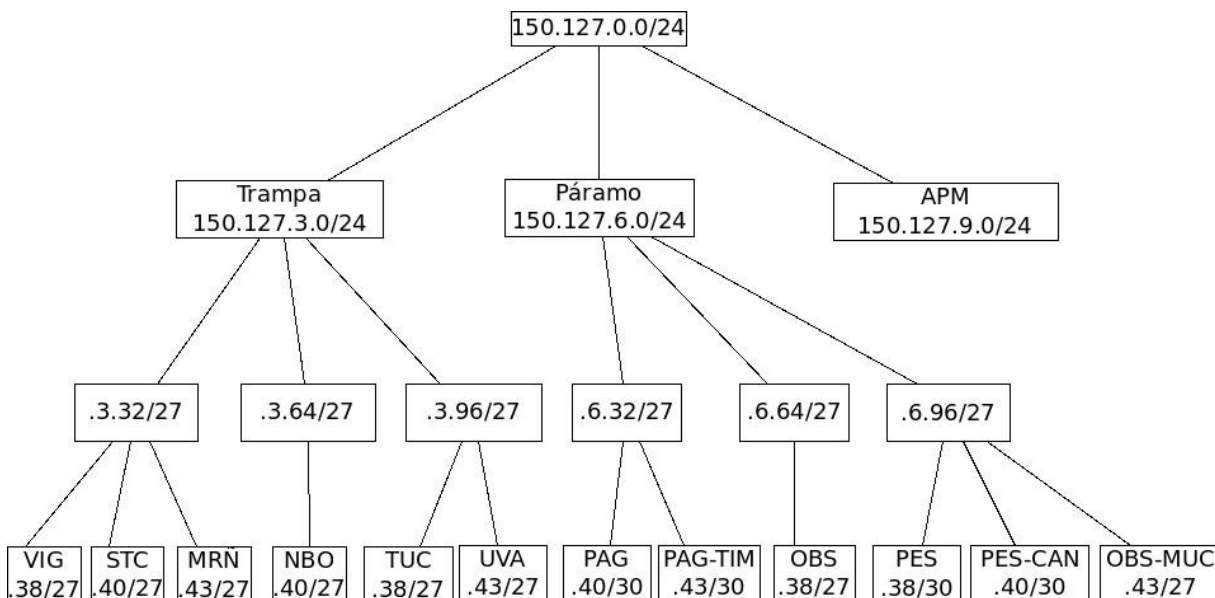 150.127.0.0/24
Trampa
150.127.3.0/24
Páramo
150.127.6.0/24
APM
150.127.9.0/24
.3.32/27
.3.64/27
.3.96/27
.6.32/27
.6.64/27
.6.96/27
VIG
.38/27
STC
.40/27
MRÑ
.43/27
NBO
.40/27
TUC
.38/27
UVA
.43/27
PAG
.40/30
PAG-TIM
.43/30
OBS
.38/27
PES
.38/30
PES-CAN
.40/30
OBS-MUC
.43/27